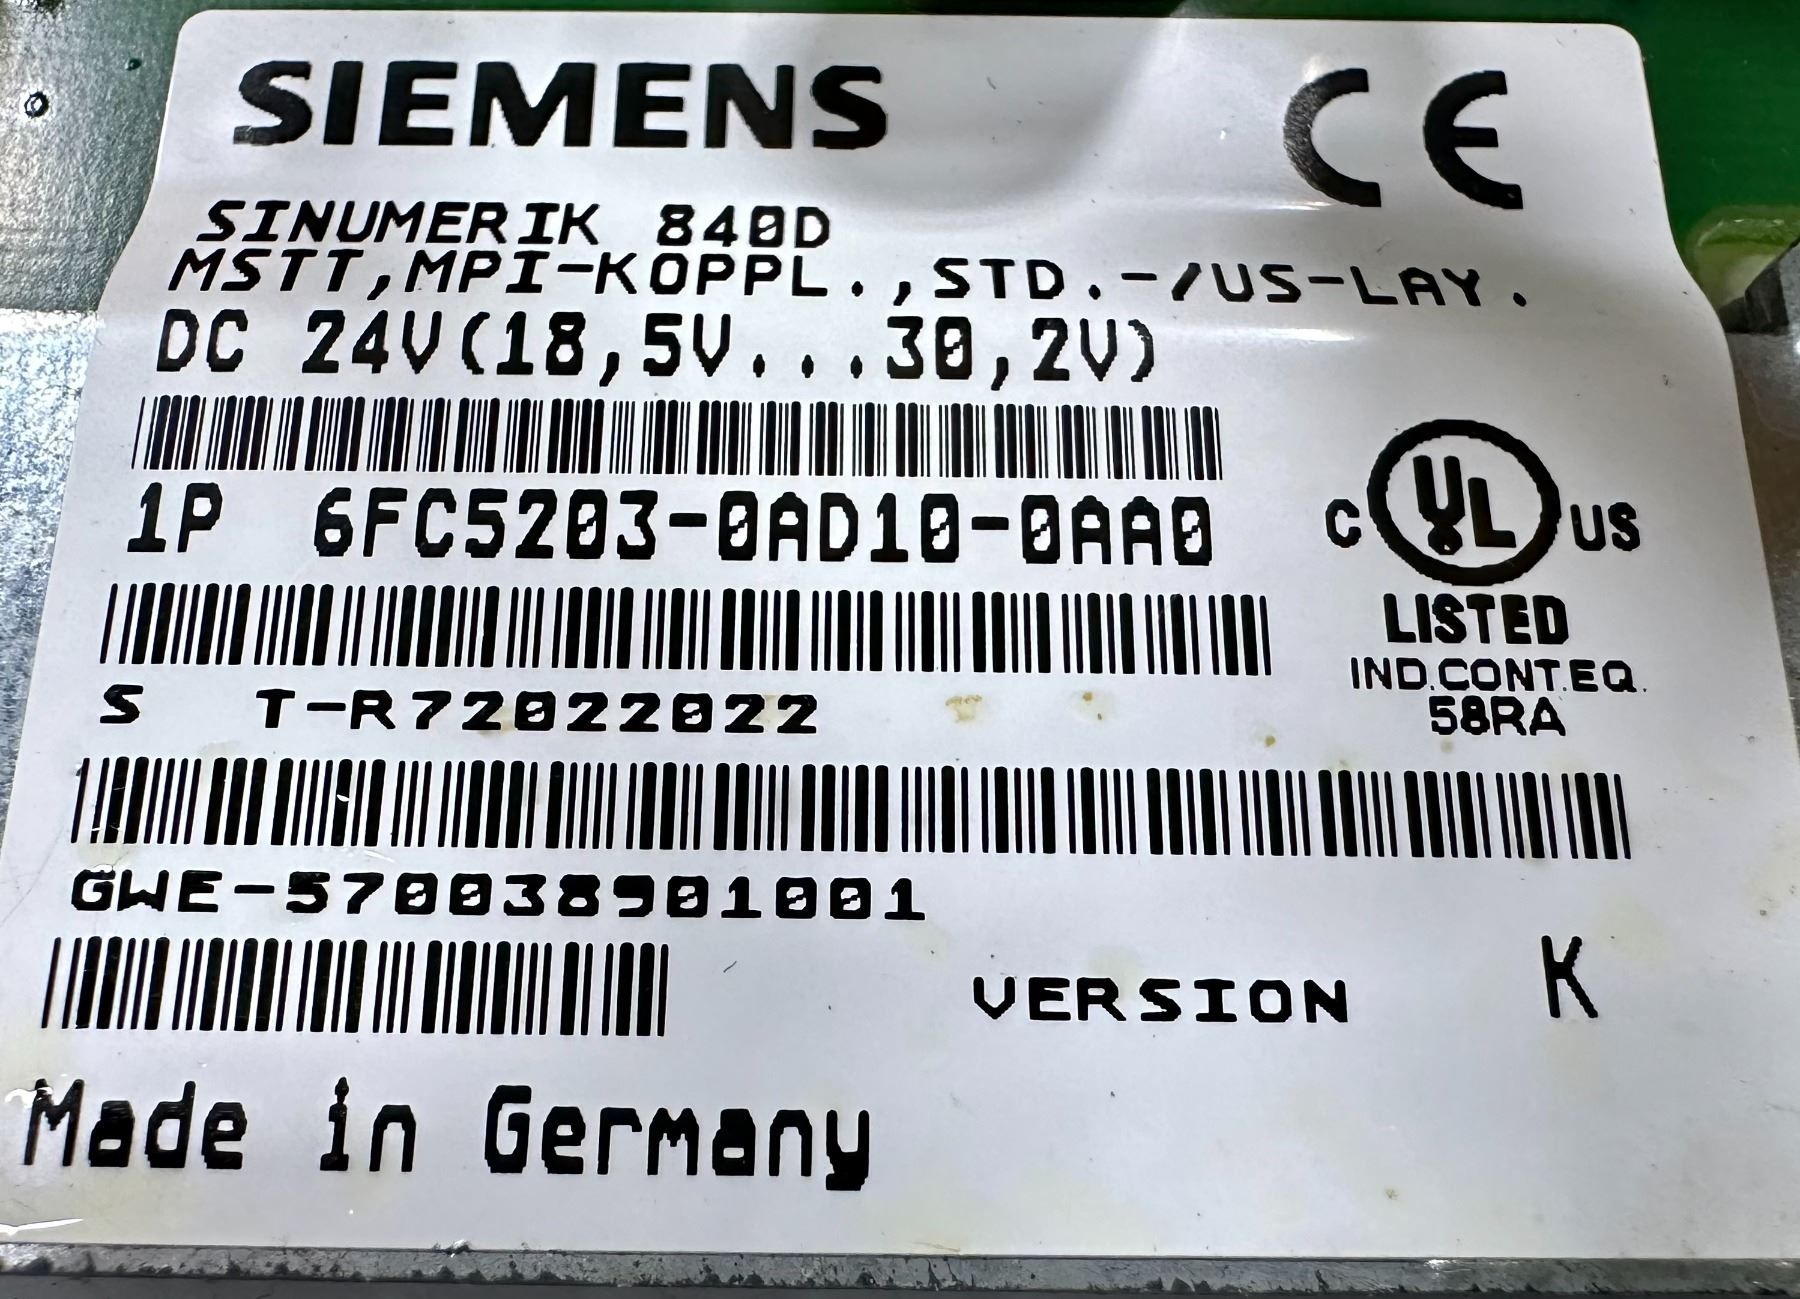 SIEMENS
CE
SINUMERIK 840D
MSTT,MPI-KOPPL.,STD.-/US-LAY.
DC 24V(18,5V...30,2V)
1P 6FC5203-0AD10-0AA0
C UL US
LISTED
IND.CONT.EQ.
58RA
S T-R72022022
GWE-570038901001
VERSION K
Made in Germany